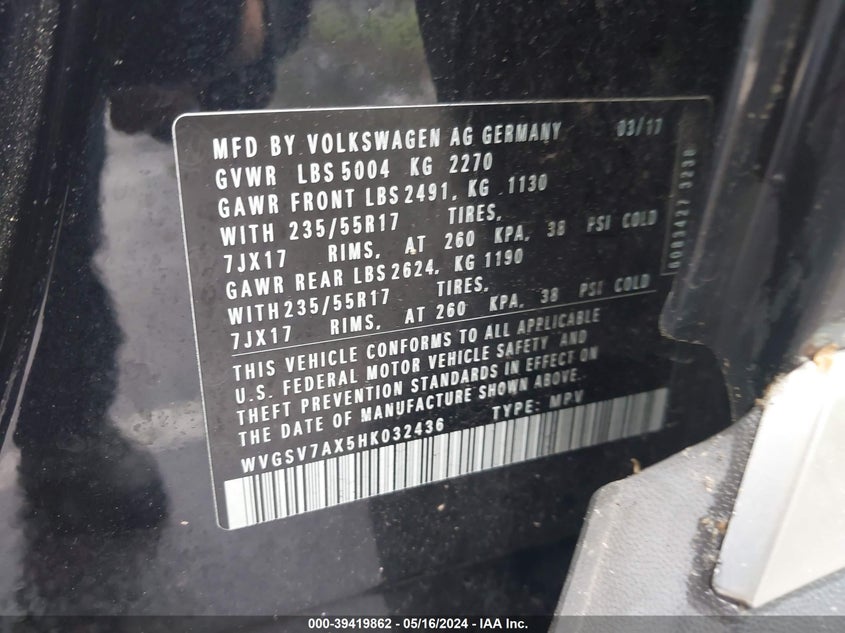 MFD BY VOLKSWAGEN AG GERMANY 03/17
GVWR LBS 5004 KG 2270
GAWR FRONT LBS 2491, KG 1130
WITH 235/55R17 TIRES,
7JX17 RIMS, AT 260 KPA, 38 PSI COLD
GAWR REAR LBS 2624, KG 1190
WITH 235/55R17 TIRES,
7JX17 RIMS, AT 260 KPA, 38 PSI COLD
THIS VEHICLE CONFORMS TO ALL APPLICABLE
U.S. FEDERAL MOTOR VEHICLE SAFETY AND
THEFT PREVENTION STANDARDS IN EFFECT ON
THE DATE OF MANUFACTURE SHOWN ABOVE.
WVGSV7AX5HK032436 TYPE: MPV
000-39419862 - 05/16/2024 - IAA Inc.